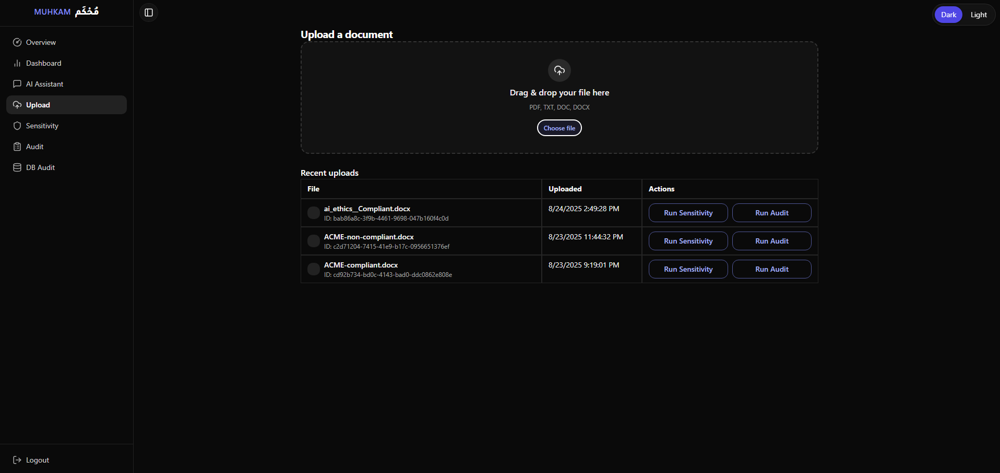 MUHKAM مُحْكَم
Overview
Dashboard
AI Assistant
Upload
Sensitivity
Audit
DB Audit
Logout
Dark Light
Upload a document
Drag & drop your file here
PDF, TXT, DOC, DOCX
Choose file
Recent uploads
File Uploaded Actions
ai_ethics__Compliant.docx 8/24/2025 2:49:28 PM Run Sensitivity Run Audit
ID: bab86a8c-3f9b-4461-9698-047b160f4c0d
ACME-non-compliant.docx 8/23/2025 11:44:32 PM Run Sensitivity Run Audit
ID: c2d71204-7415-41e9-b17c-0956651376ef
ACME-compliant.docx 8/23/2025 9:19:01 PM Run Sensitivity Run Audit
ID: cd92b734-bd0c-4143-bad0-ddc0862e808e